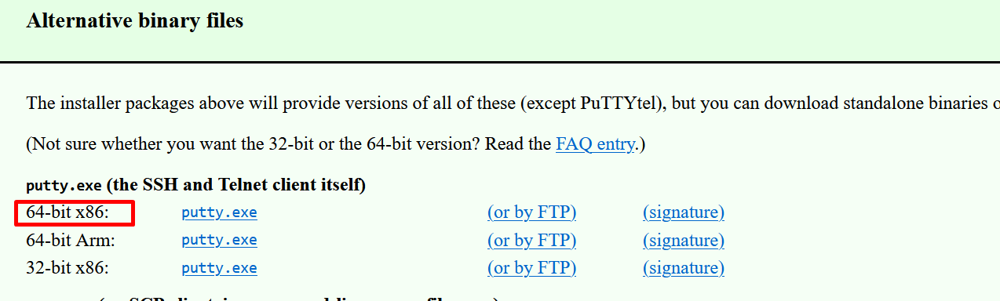 Alternative binary files
The installer packages above will provide versions of all of these (except PuTTYtel), but you can download standalone binaries
(Not sure whether you want the 32-bit or the 64-bit version? Read the FAQ entry.)
putty.exe (the SSH and Telnet client itself)
64-bit x86: putty.exe (or by FTP) (signature)
64-bit Arm: putty.exe (or by FTP) (signature)
32-bit x86: putty.exe (or by FTP) (signature)